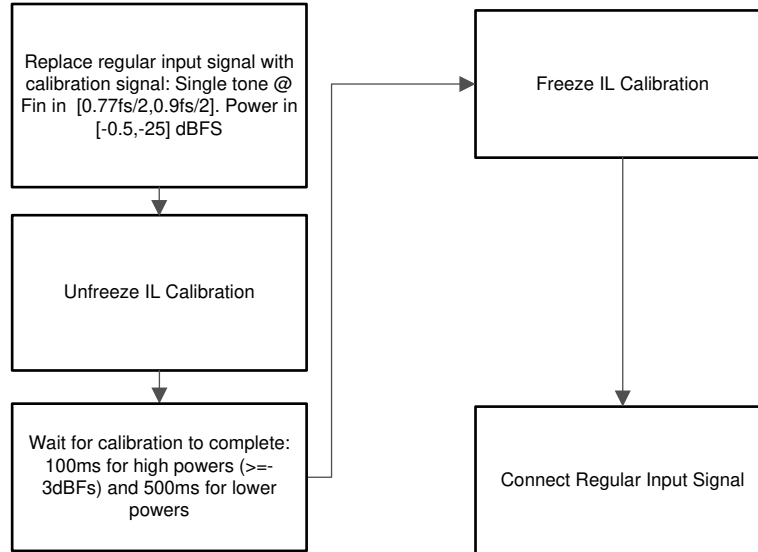 Replace regular input signal with
calibration signal: Single tone @
Fin in  [0.77fs/2,0.9fs/2]. Power in
[-0.5,-25] dBFS
Unfreeze IL Calibration
Wait for calibration to complete:
100ms for high powers (>=-
3dBFs) and 500ms for lower
powers
Freeze IL Calibration
Connect Regular Input Signal